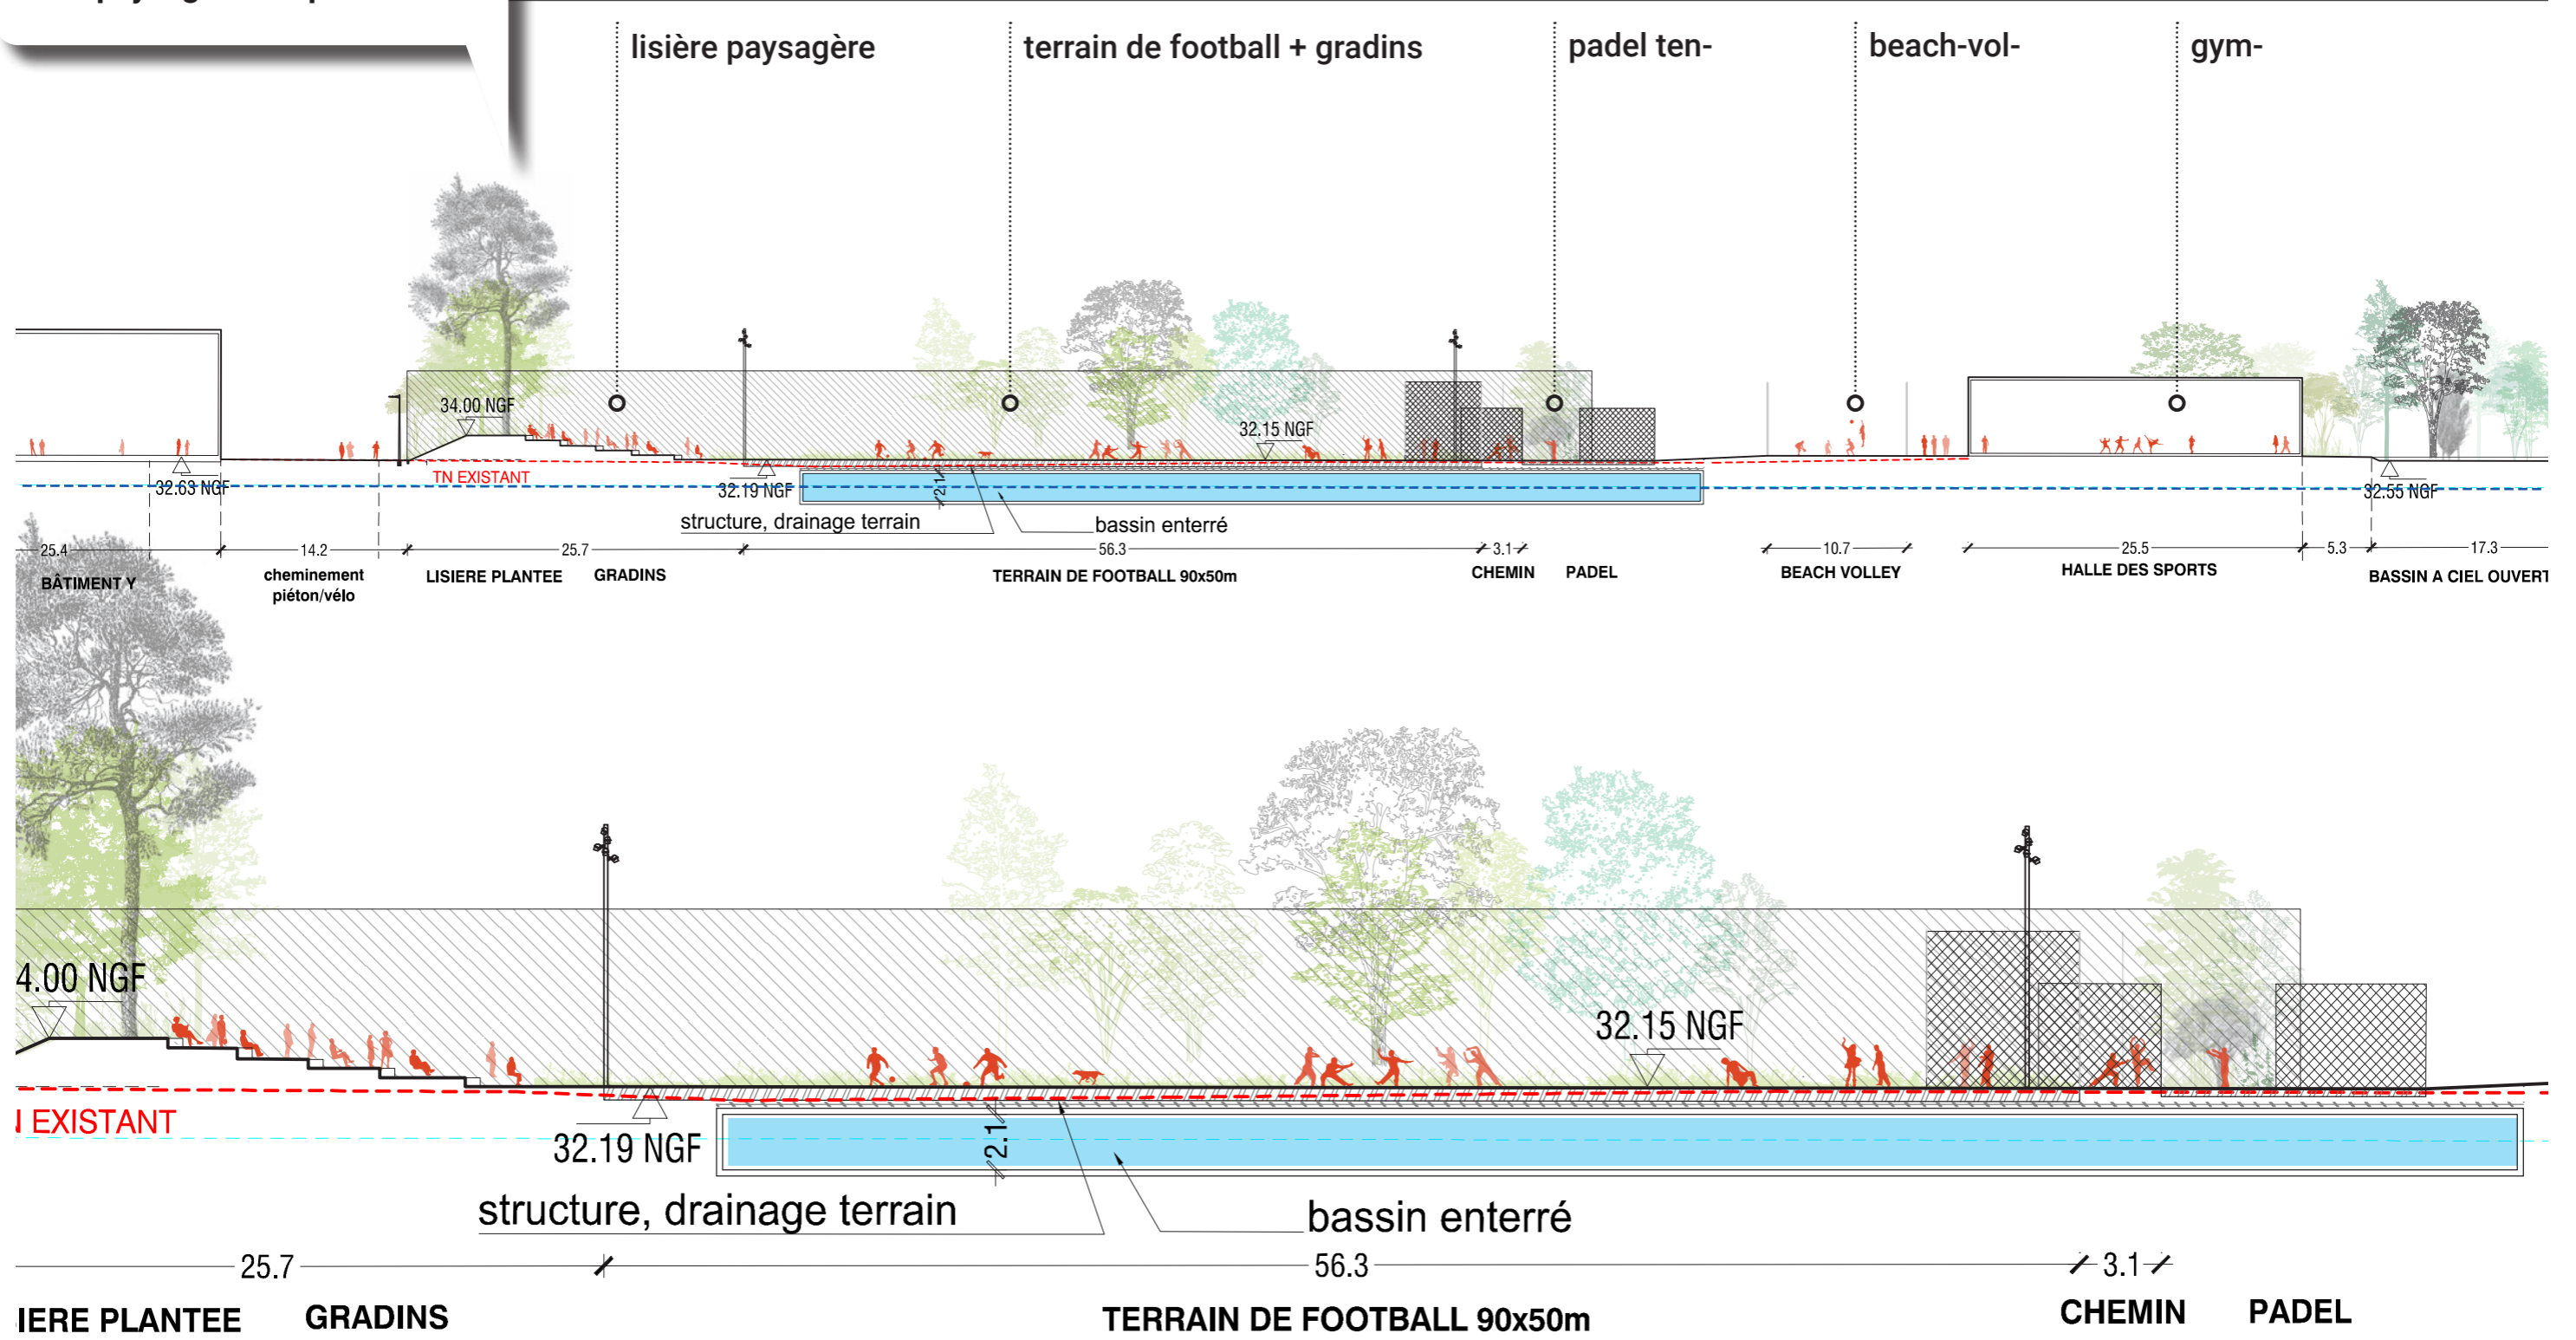 lisière paysagère
terrain de football + gradins
padel ten-
beach-vol-
gym-
34.00 NGF
32.15 NGF
TN EXISTANT
32.63 NGF
32.19 NGF
2.1
32.55 NGF
structure, drainage terrain
bassin enterré
25.4
14.2
25.7
56.3
3.1
10.7
25.5
5.3
17.3
BÂTIMENT Y
cheminement
piéton/vélo
LISIERE PLANTEE
GRADINS
TERRAIN DE FOOTBALL 90x50m
CHEMIN
PADEL
BEACH VOLLEY
HALLE DES SPORTS
BASSIN A CIEL OUVERT
4.00 NGF
32.15 NGF
N EXISTANT
32.19 NGF
2.1
structure, drainage terrain
bassin enterré
25.7
56.3
3.1
IERE PLANTEE
GRADINS
TERRAIN DE FOOTBALL 90x50m
CHEMIN
PADEL